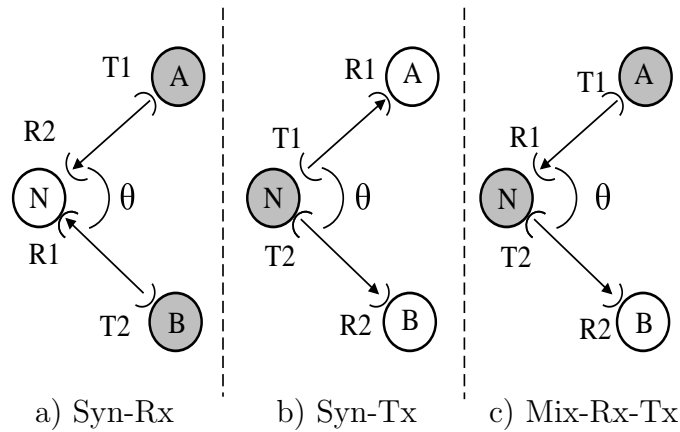 T1
A
R2
N
θ
R1
T2
B
a) Syn-Rx
R1
A
T1
N
θ
T2
R2
B
b) Syn-Tx
T1
A
R1
N
θ
T2
R2
B
c) Mix-Rx-Tx